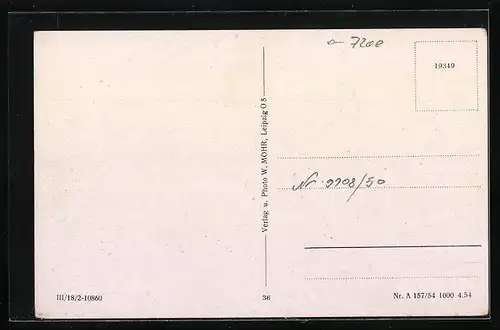 7200
19349
Verlag u. Photo W. MOHR, Leipzig O 5
Nr. 9908/50
III/18/2-10860
36
Nr. A 157/54 1000 4.54